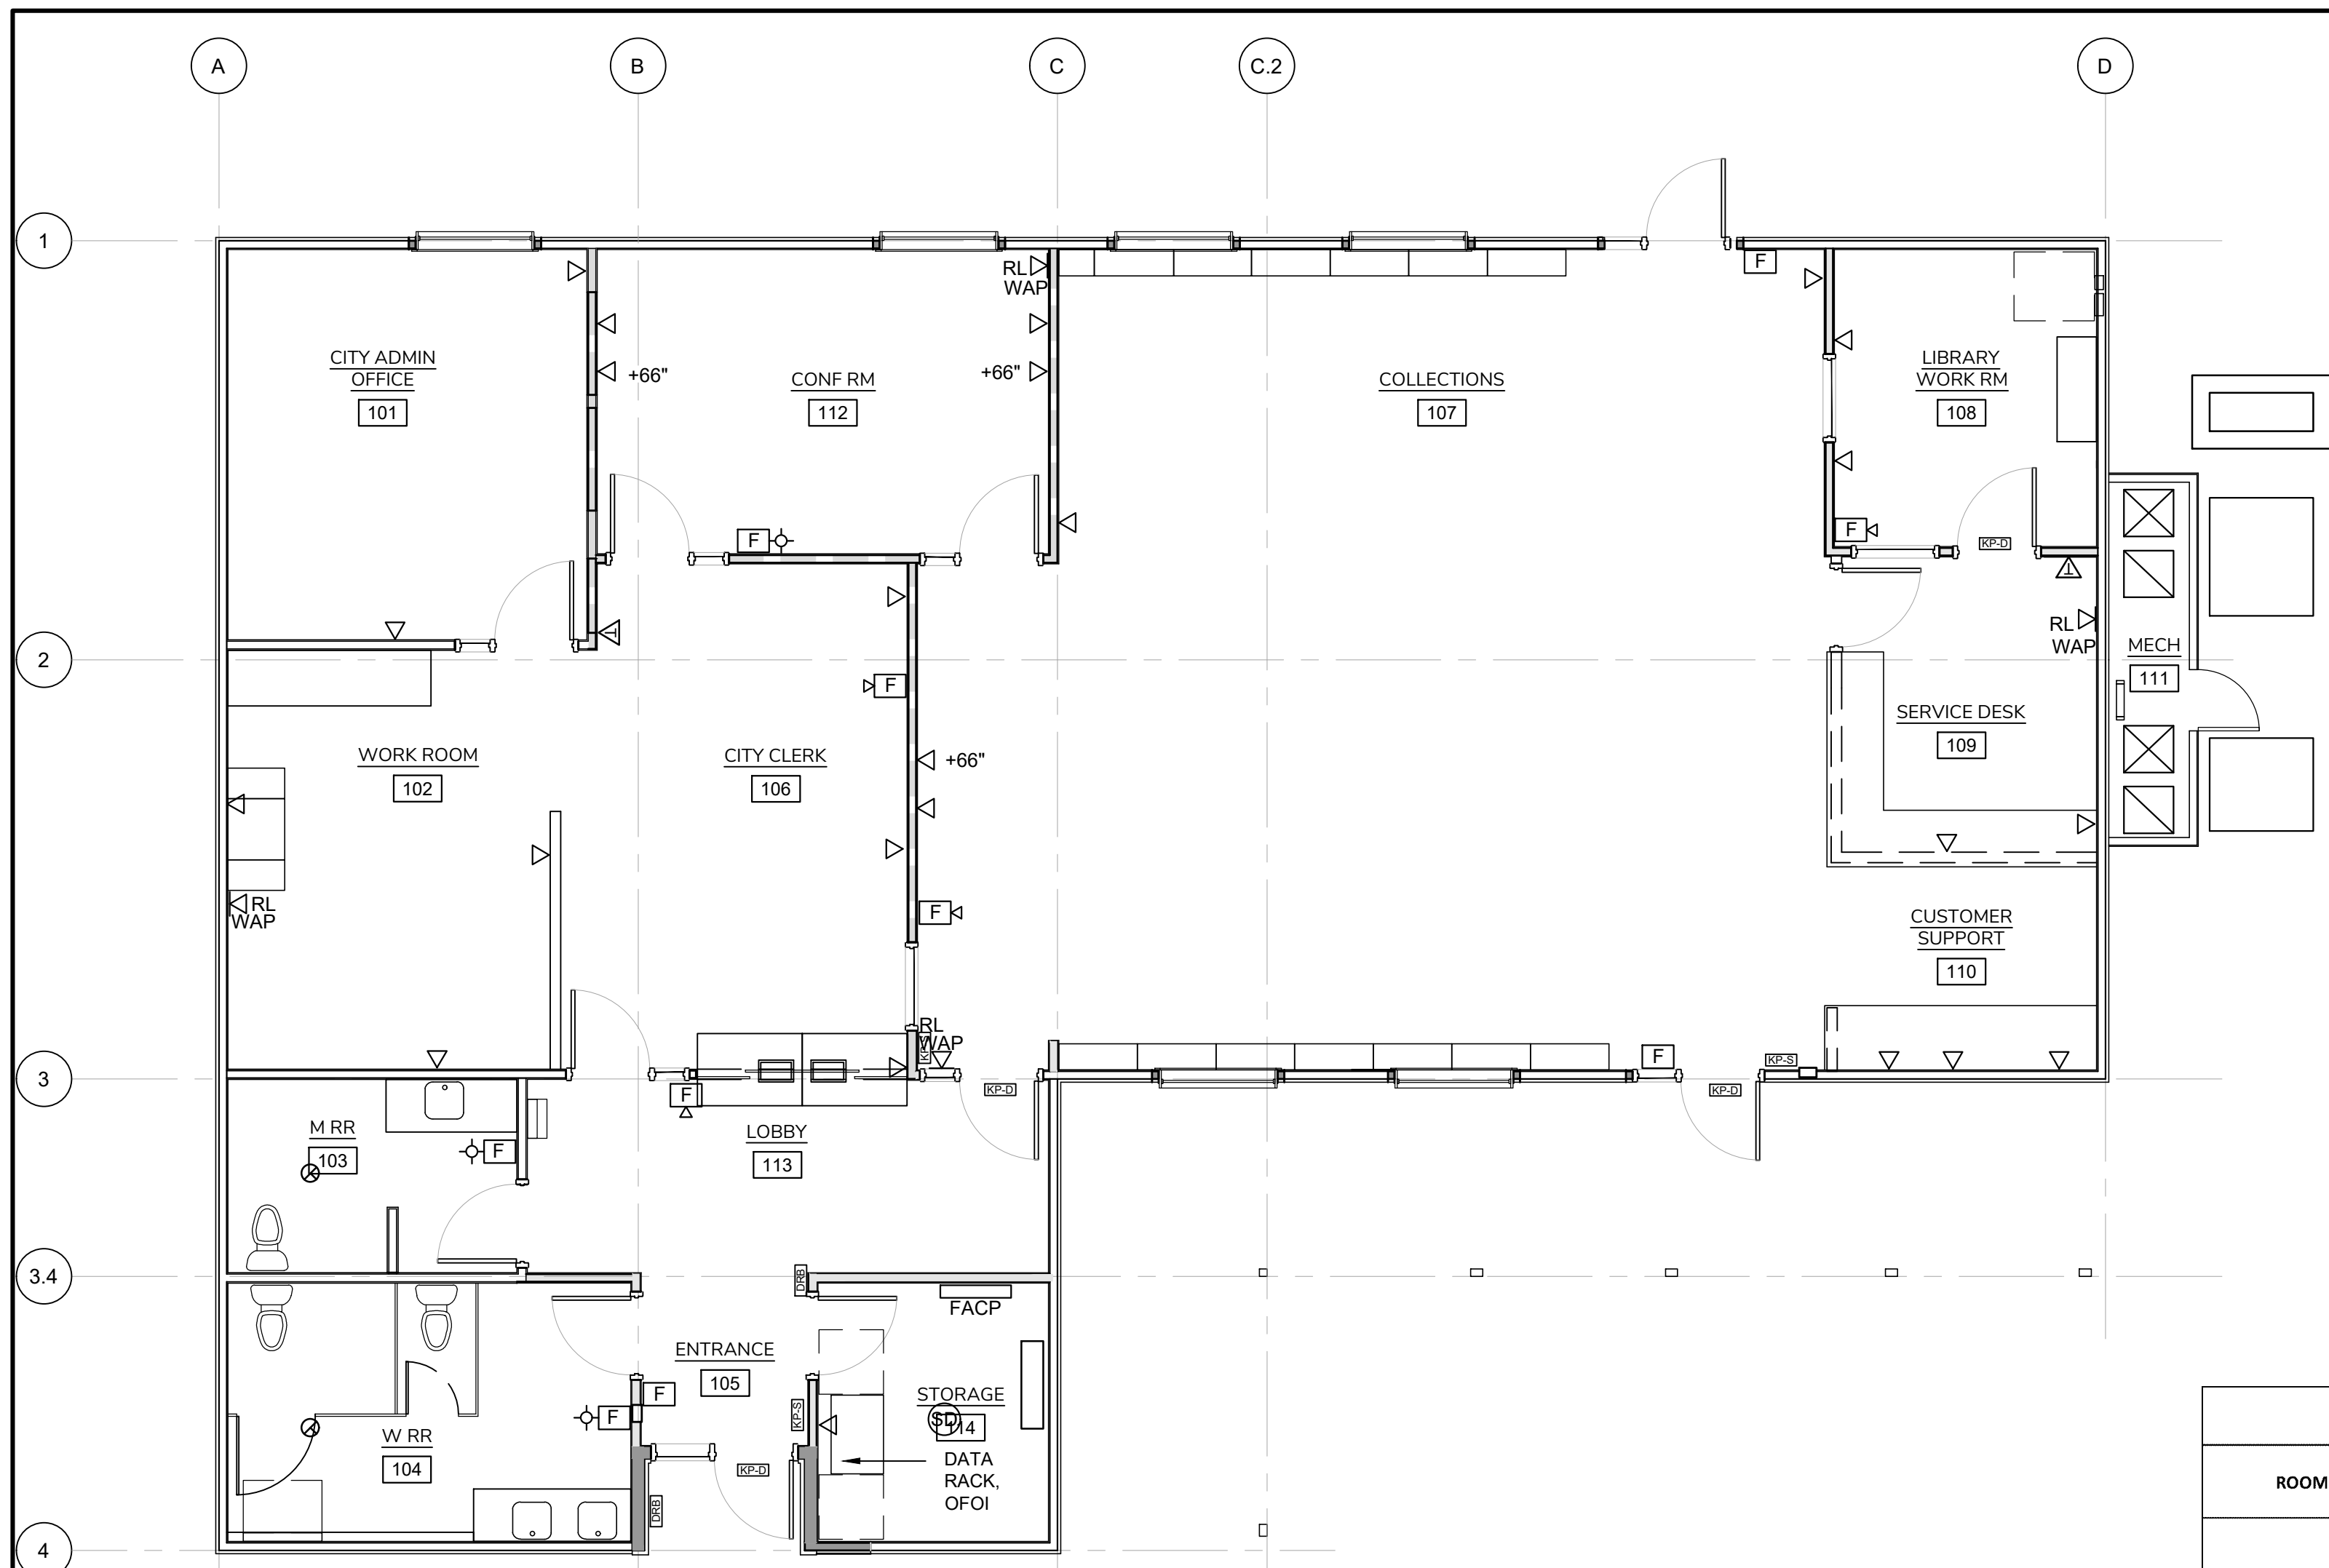 A
B
C
C.2
D
1
F
RL
WAP
CITY ADMIN
OFFICE
101
+66"
CONF RM
112
+66"
COLLECTIONS
107
LIBRARY
WORK RM
108
F
F
KP-D
T
T
RL
WAP
2
MECH
111
F
SERVICE DESK
109
WORK ROOM
102
CITY CLERK
106
+66"
RL
WAP
F
CUSTOMER
SUPPORT
110
RL
WAP
KP-S
3
F
KP-S
KP-D
KP-D
F
M RR
103
F
LOBBY
113
3.4
DRB
FACP
ENTRANCE
105
F
F
KP-S
STORAGE
SD
114
W RR
104
KP-D
DATA
RACK,
OFOI
DRB
ROOM
4